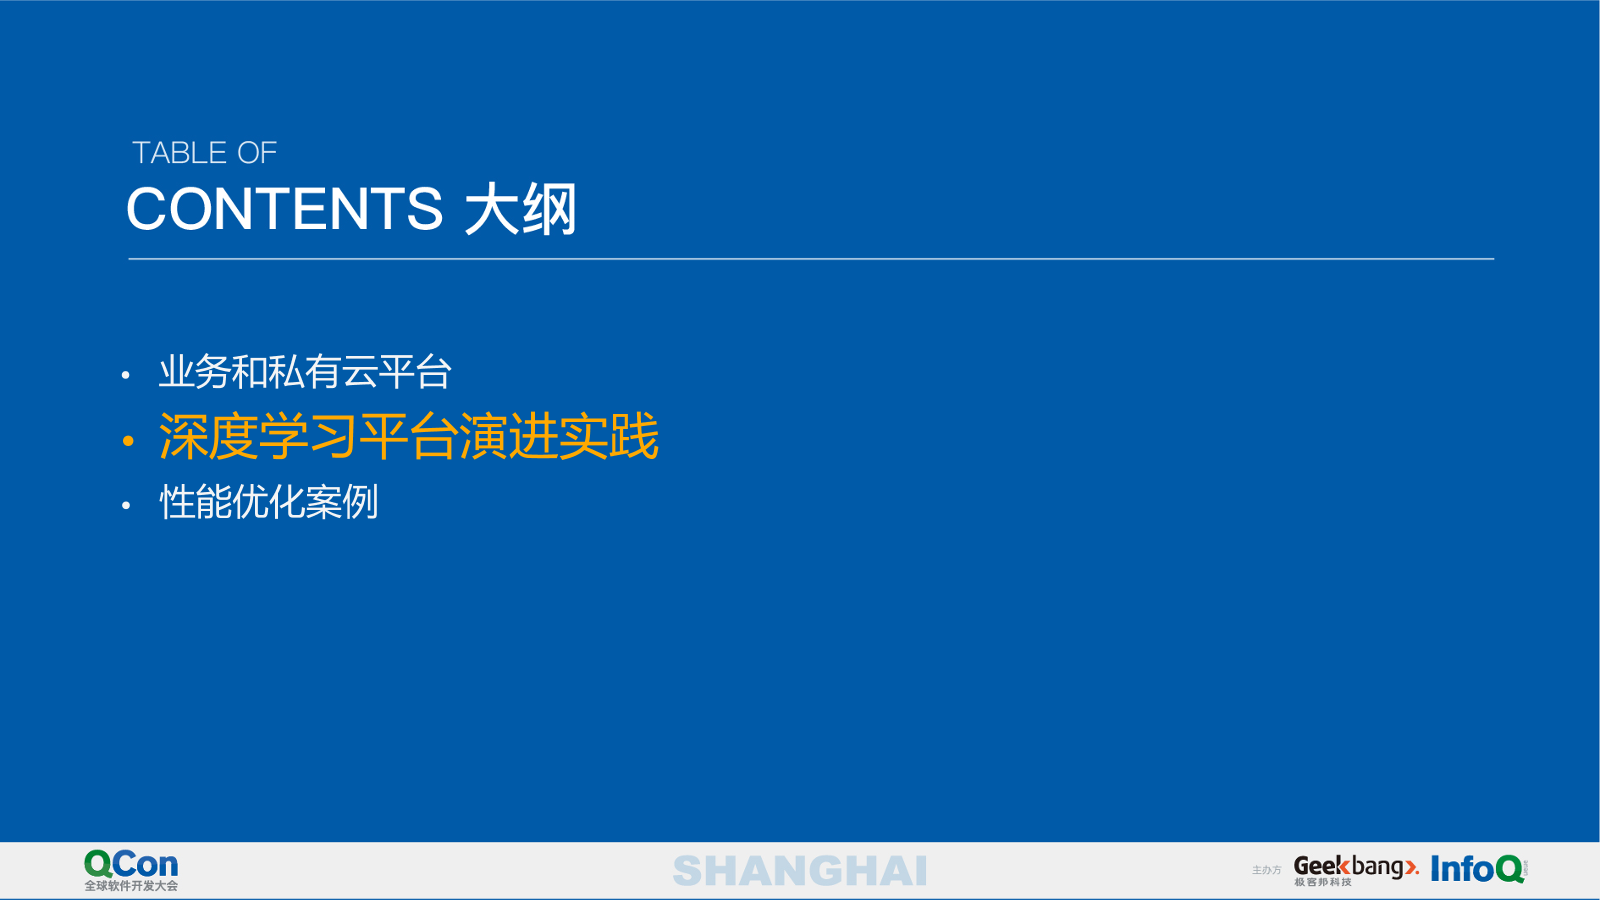 TABLE OF
CONTENTS 大纲
• 业务和私有云平台
• 深度学习平台演进实践
• 性能优化案例
QCon
全球软件开发大会
SHANGHAI
主办方
Geekbang
极客邦科技
InfoQ